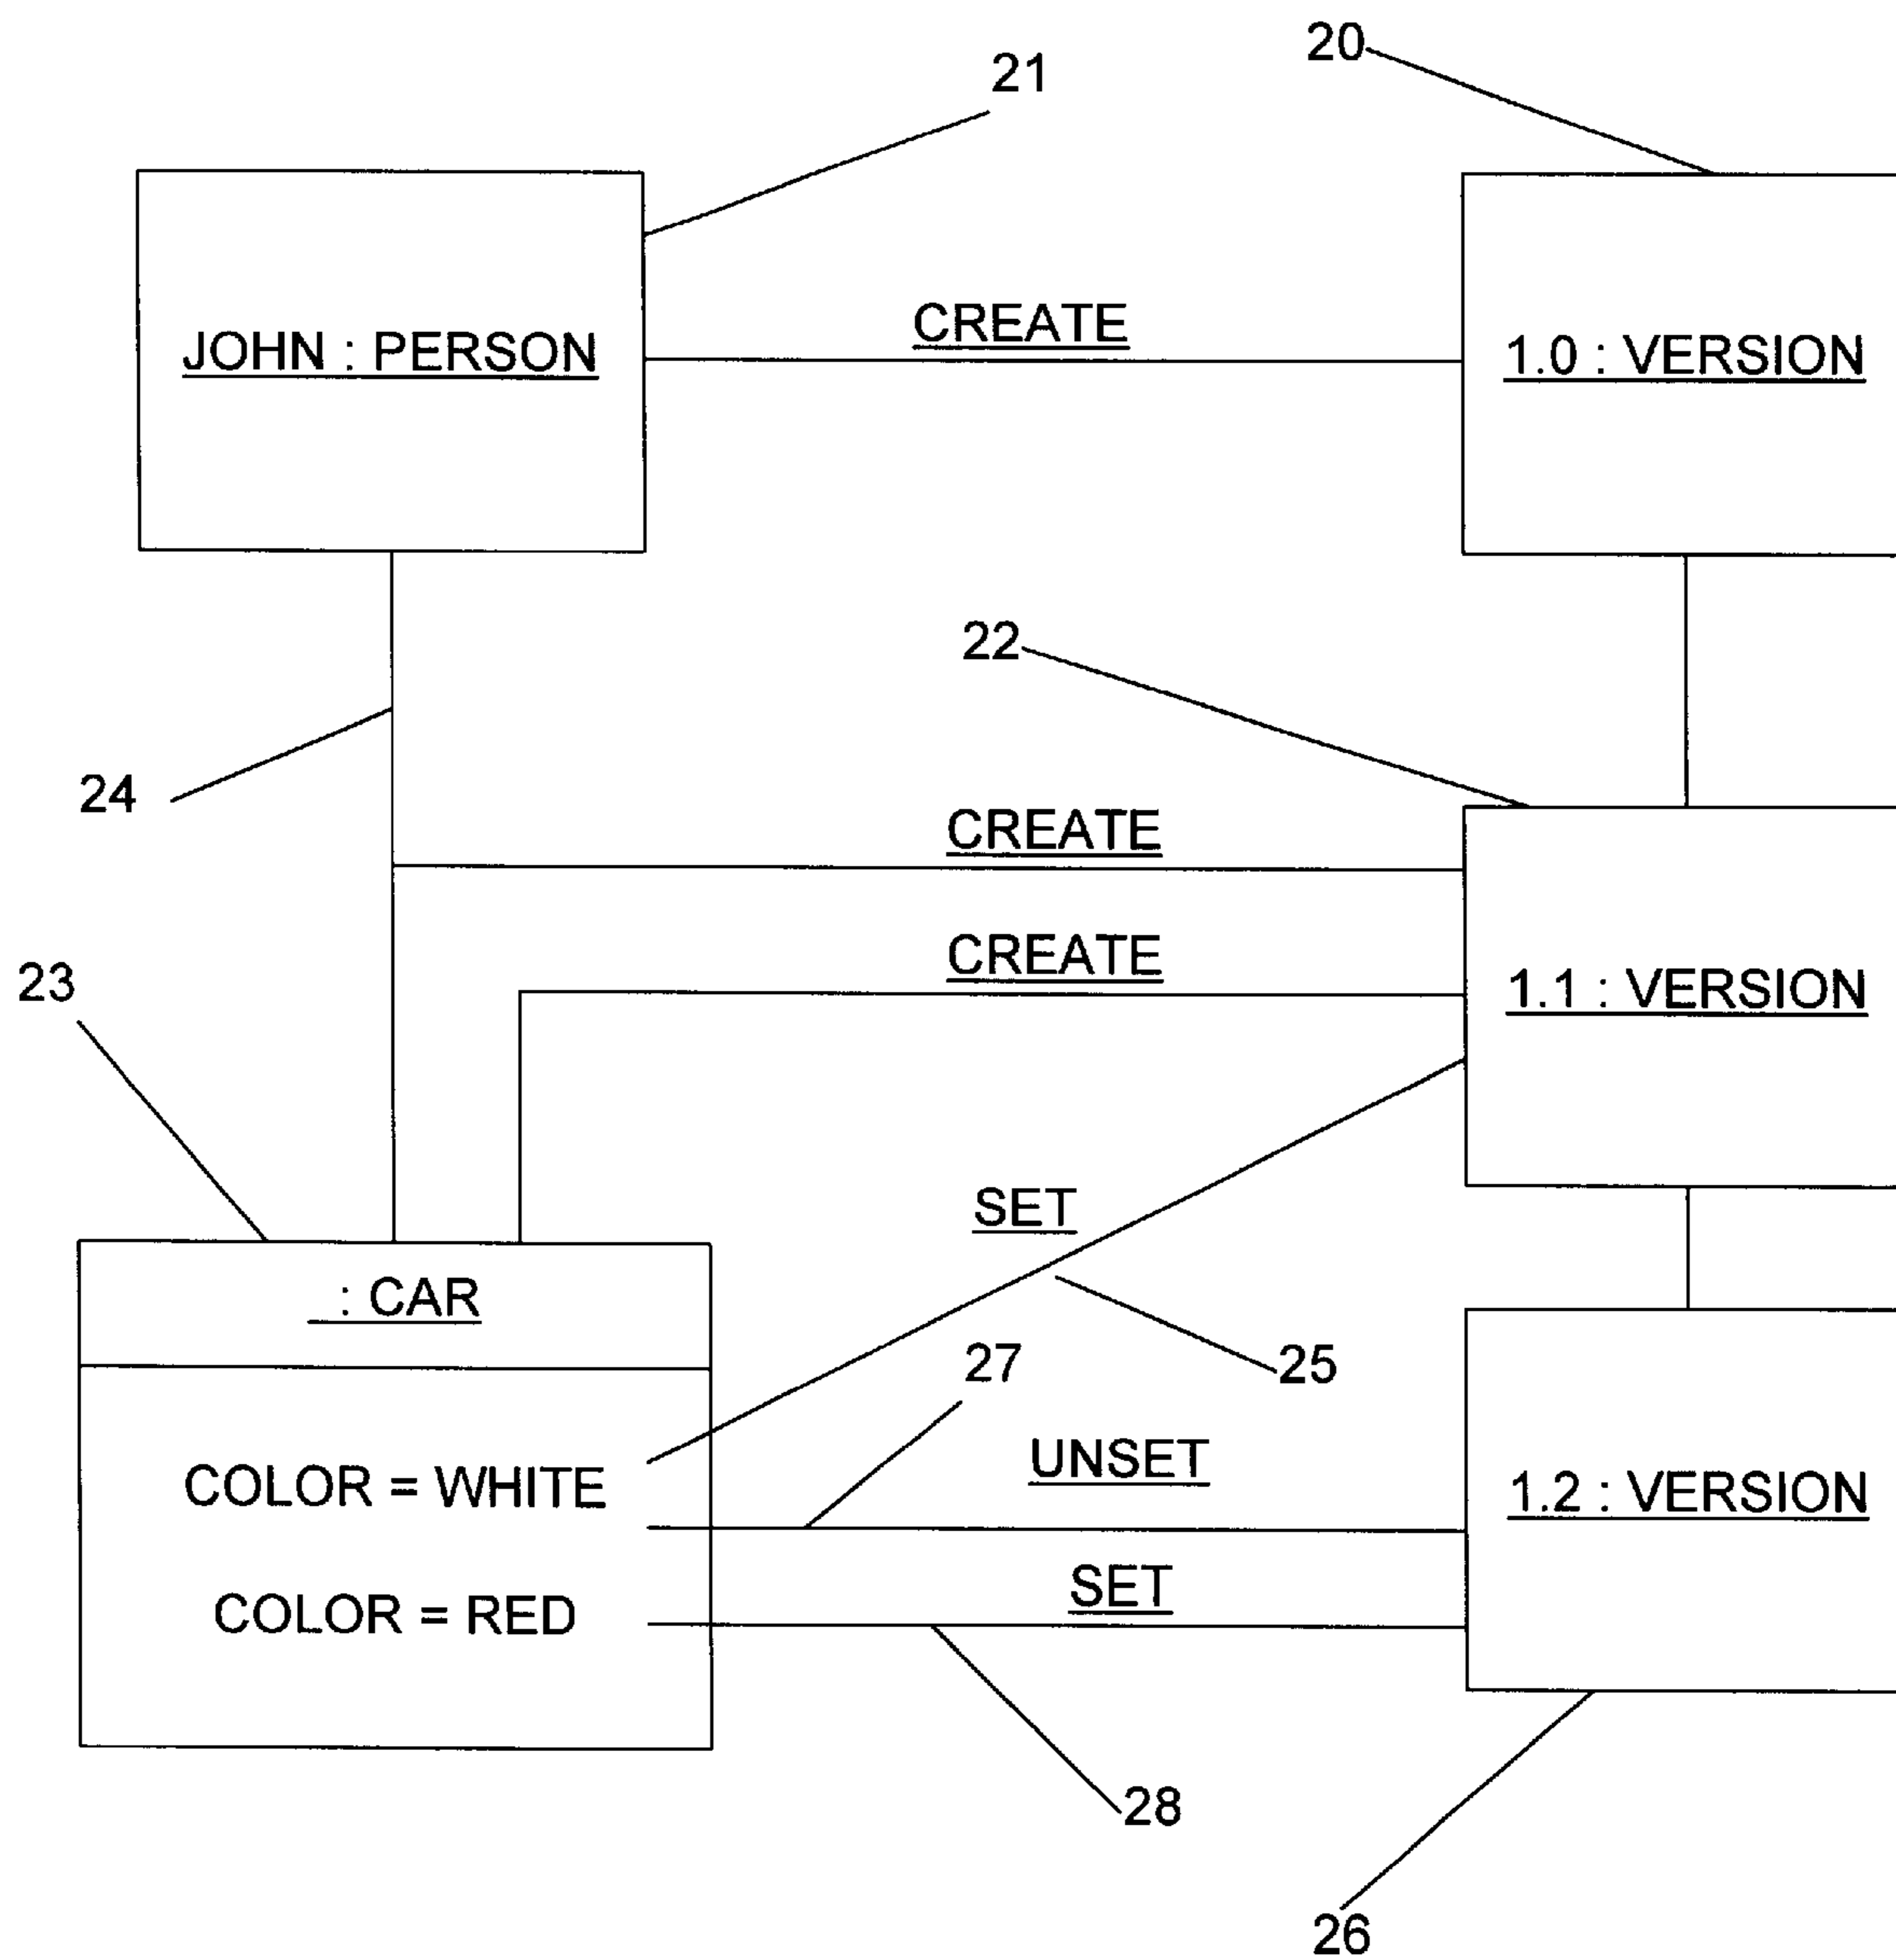 20
21
JOHN : PERSON
CREATE
1.0 : VERSION
22
24
CREATE
CREATE
23
1.1 : VERSION
SET
: CAR
27
25
UNSET
COLOR = WHITE
1.2 : VERSION
SET
COLOR = RED
28
26